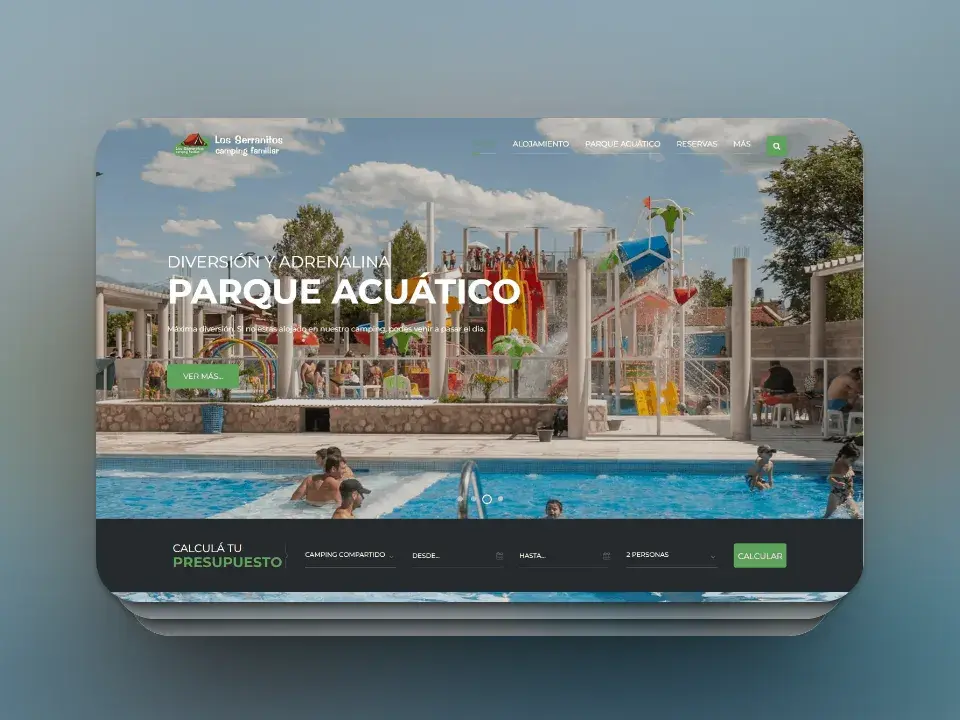 Los Serranitos
camping familiar
ALOJAMIENTO
PARQUE ACUÁTICO
RESERVAS
MÁS
DIVERSIÓN Y ADRENALINA
PARQUE ACUÁTICO
Máxima diversión. Si no estás alojado en nuestro camping, podés venir a pasar el día.
VER MÁS...
CALCULÁ TU
PRESUPUESTO
CAMPING COMPARTIDO
DESDE...
HASTA...
2 PERSONAS
CALCULAR